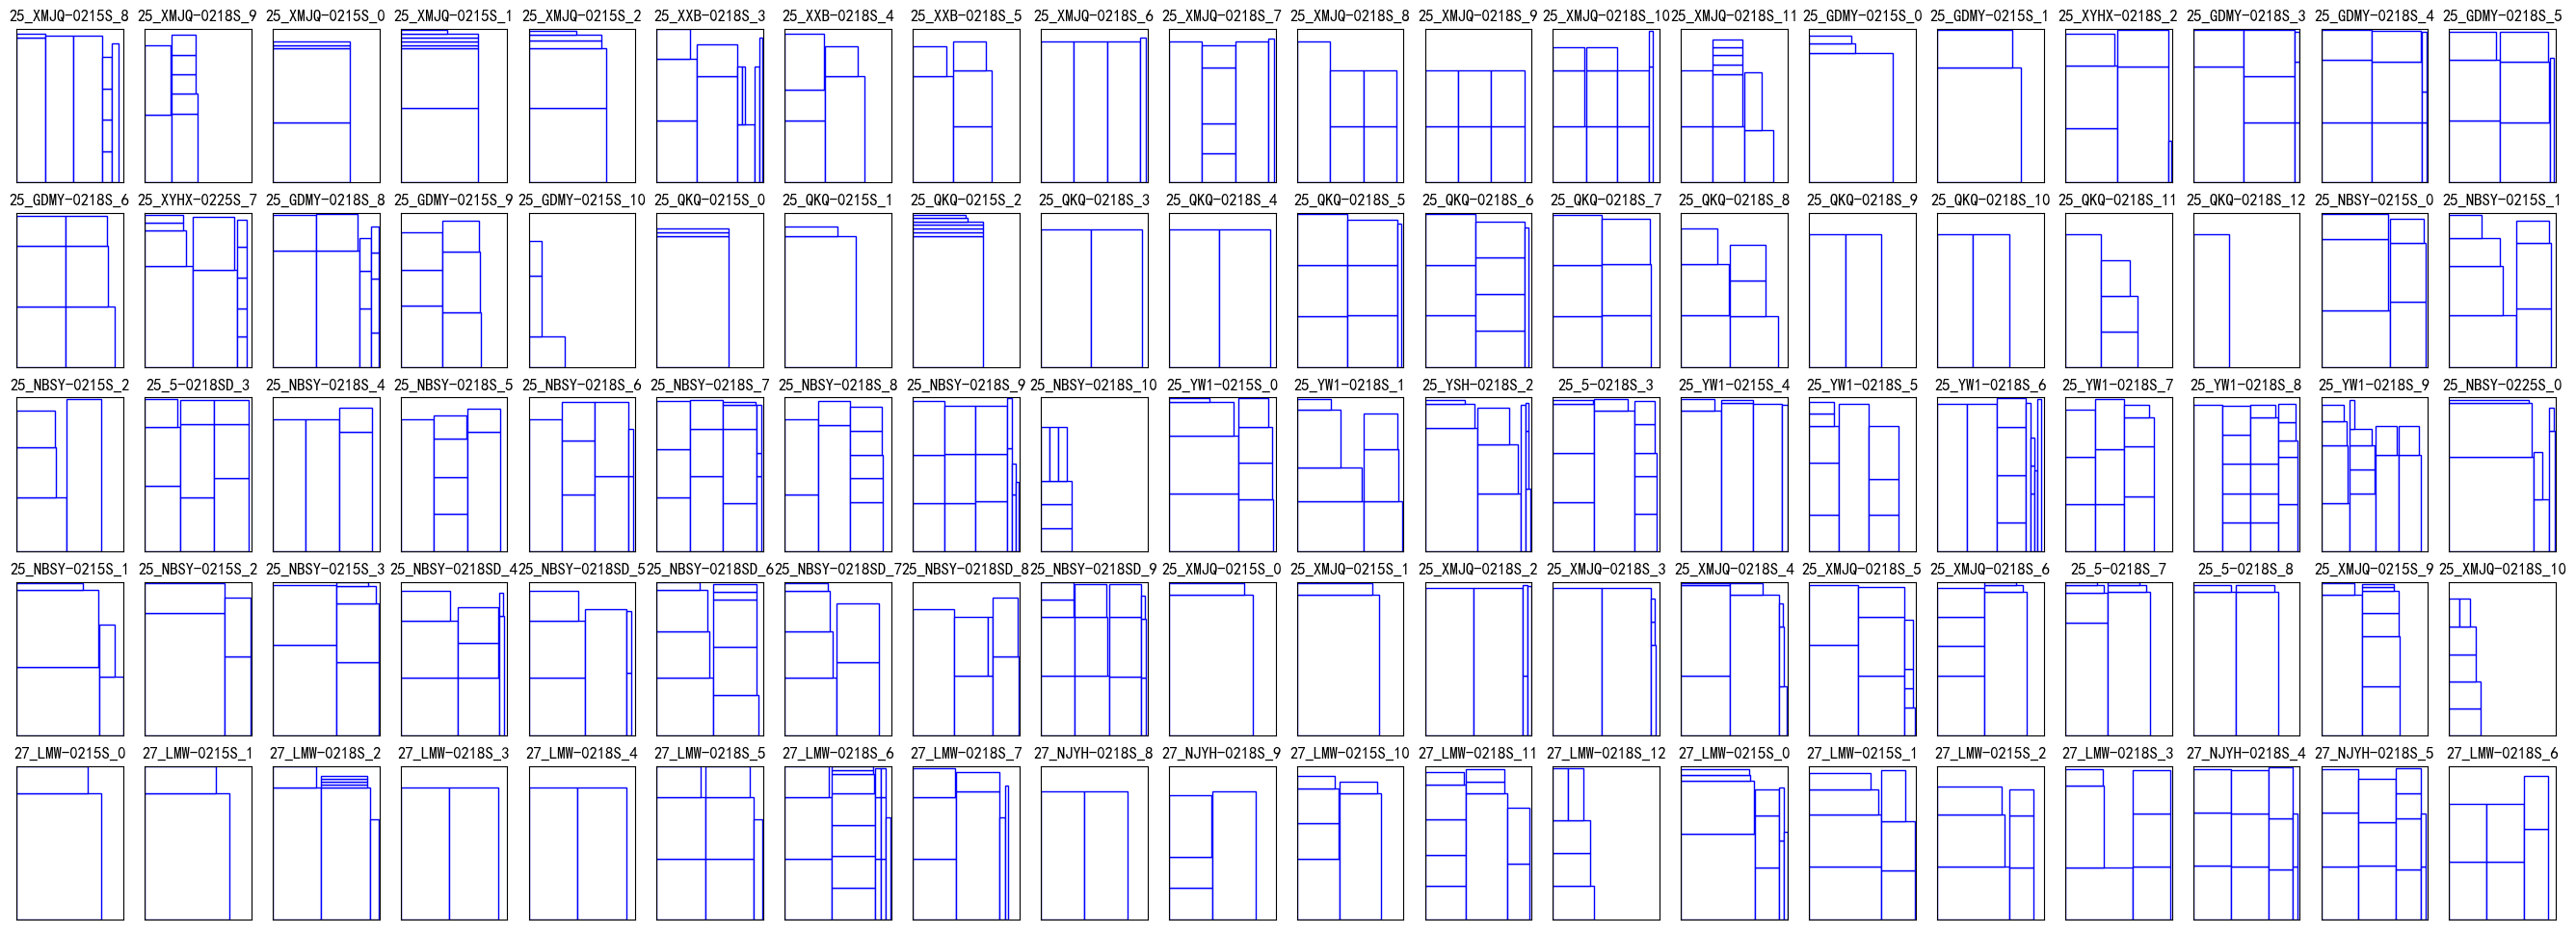 25_XMJQ-0215S_8 25_XMJQ-0218S_9 25_XMJQ-0215S_0 25_XMJQ-0215S_1 25_XMJQ-0215S_2 25_XXB-0218S_3 25_XXB-0218S_4 25_XXB-0215S_5 25_XMJQ-0218S_6 25_XMJQ-0218S_7 25_XMJQ-0218S_8 25_XMJQ-0218S_9 25_XMJQ-0218S_10 25_XMJQ-0218S_11 25_GDMY-0215S_0 25_GDMY-0215S_1 25_XYHX-0218S_2 25_GDMY-0218S_3 25_GDMY-0218S_4 25_GDMY-0218S_5
25_GDMY-0218S_6 25_XYHX-0225S_7 25_GDMY-0218S_8 25_GDMY-0215S_9 25_GDMY-0215S_10 25_QKQ-0215S_0 25_QKQ-0215S_1 25_QKQ-0215S_2 25_QKQ-0218S_3 25_QKQ-0218S_4 25_QKQ-0218S_5 25_QKQ-0218S_6 25_QKQ-0218S_7 25_QKQ-0218S_8 25_QKQ-0218S_9 25_QKQ-0218S_10 25_QKQ-0218S_11 25_QKQ-0218S_12 25_NBSY-0215S_0 25_NBSY-0215S_1
25_NBSY-0215S_2 25_5-0218SD_3 25_NBSY-0218S_4 25_NBSY-0218S_5 25_NBSY-0218S_6 25_NBSY-0218S_7 25_NBSY-0218S_8 25_NBSY-0218S_9 25_NBSY-0218S_10 25_YW1-0215S_0 25_YW1-0218S_1 25_YSH-0218S_2 25_5-0218S_3 25_YW1-0215S_4 25_YW1-0218S_5 25_YW1-0218S_6 25_YW1-0218S_7 25_YW1-0218S_8 25_YW1-0218S_9 25_NBSY-0225S_0
25_NBSY-0215S_1 25_NBSY-0215S_2 25_NBSY-0215S_3 25_NBSY-0218SD_4 25_NBSY-0218SD_5 25_NBSY-0218SD_6 25_NBSY-0218SD_7 25_NBSY-0218SD_8 25_NBSY-0218SD_9 25_XMJQ-0215S_0 25_XMJQ-0215S_1 25_XMJQ-0218S_2 25_XMJQ-0218S_3 25_XMJQ-0218S_4 25_XMJQ-0218S_5 25_XMJQ-0218S_6 25_5-0218S_7 25_5-0218S_8 25_XMJQ-0215S_9 25_XMJQ-0218S_10
27_LMW-0215S_0 27_LMW-0215S_1 27_LMW-0218S_2 27_LMW-0218S_3 27_LMW-0218S_4 27_LMW-0218S_5 27_LMW-0218S_6 27_LMW-0218S_7 27_NJYH-0218S_8 27_NJYH-0218S_9 27_LMW-0215S_10 27_LMW-0218S_11 27_LMW-0218S_12 27_LMW-0215S_0 27_LMW-0215S_1 27_LMW-0215S_2 27_LMW-0218S_3 27_NJYH-0218S_4 27_NJYH-0218S_5 27_LMW-0218S_6